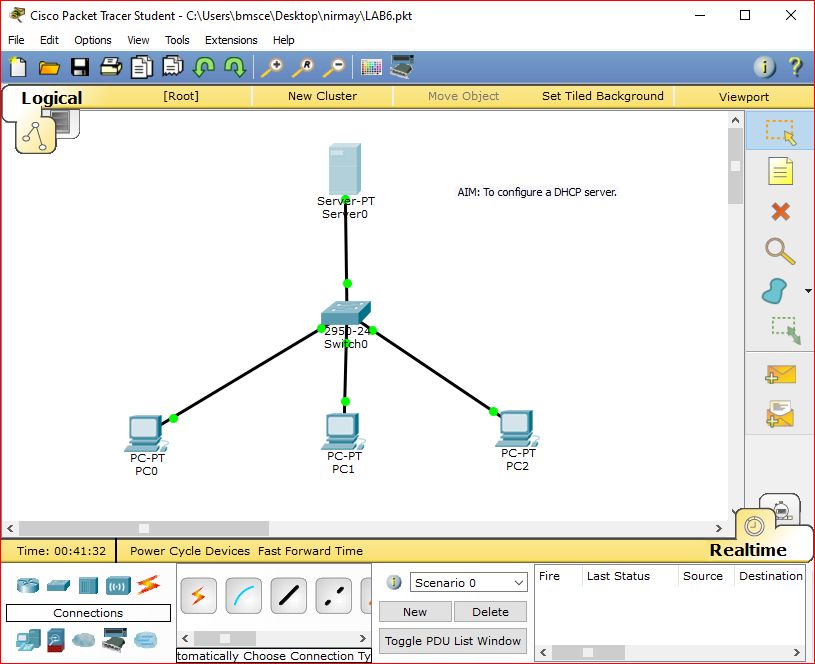 Cisco Packet Tracer Student - C:\Users\bmsce\Desktop\nirmay\LAB6.pkt
File Edit Options View Tools Extensions Help
Logical [Root] New Cluster Move Object Set Tiled Background Viewport
AIM: To configure a DHCP server.
Server-PT
Server0
2950-24
Switch0
PC-PT
PC0
PC-PT
PC1
PC-PT
PC2
Time: 00:41:32 Power Cycle Devices Fast Forward Time Realtime
Connections
utomatically Choose Connection Ty
Scenario 0
New Delete
Toggle PDU List Window
Fire Last Status Source Destination